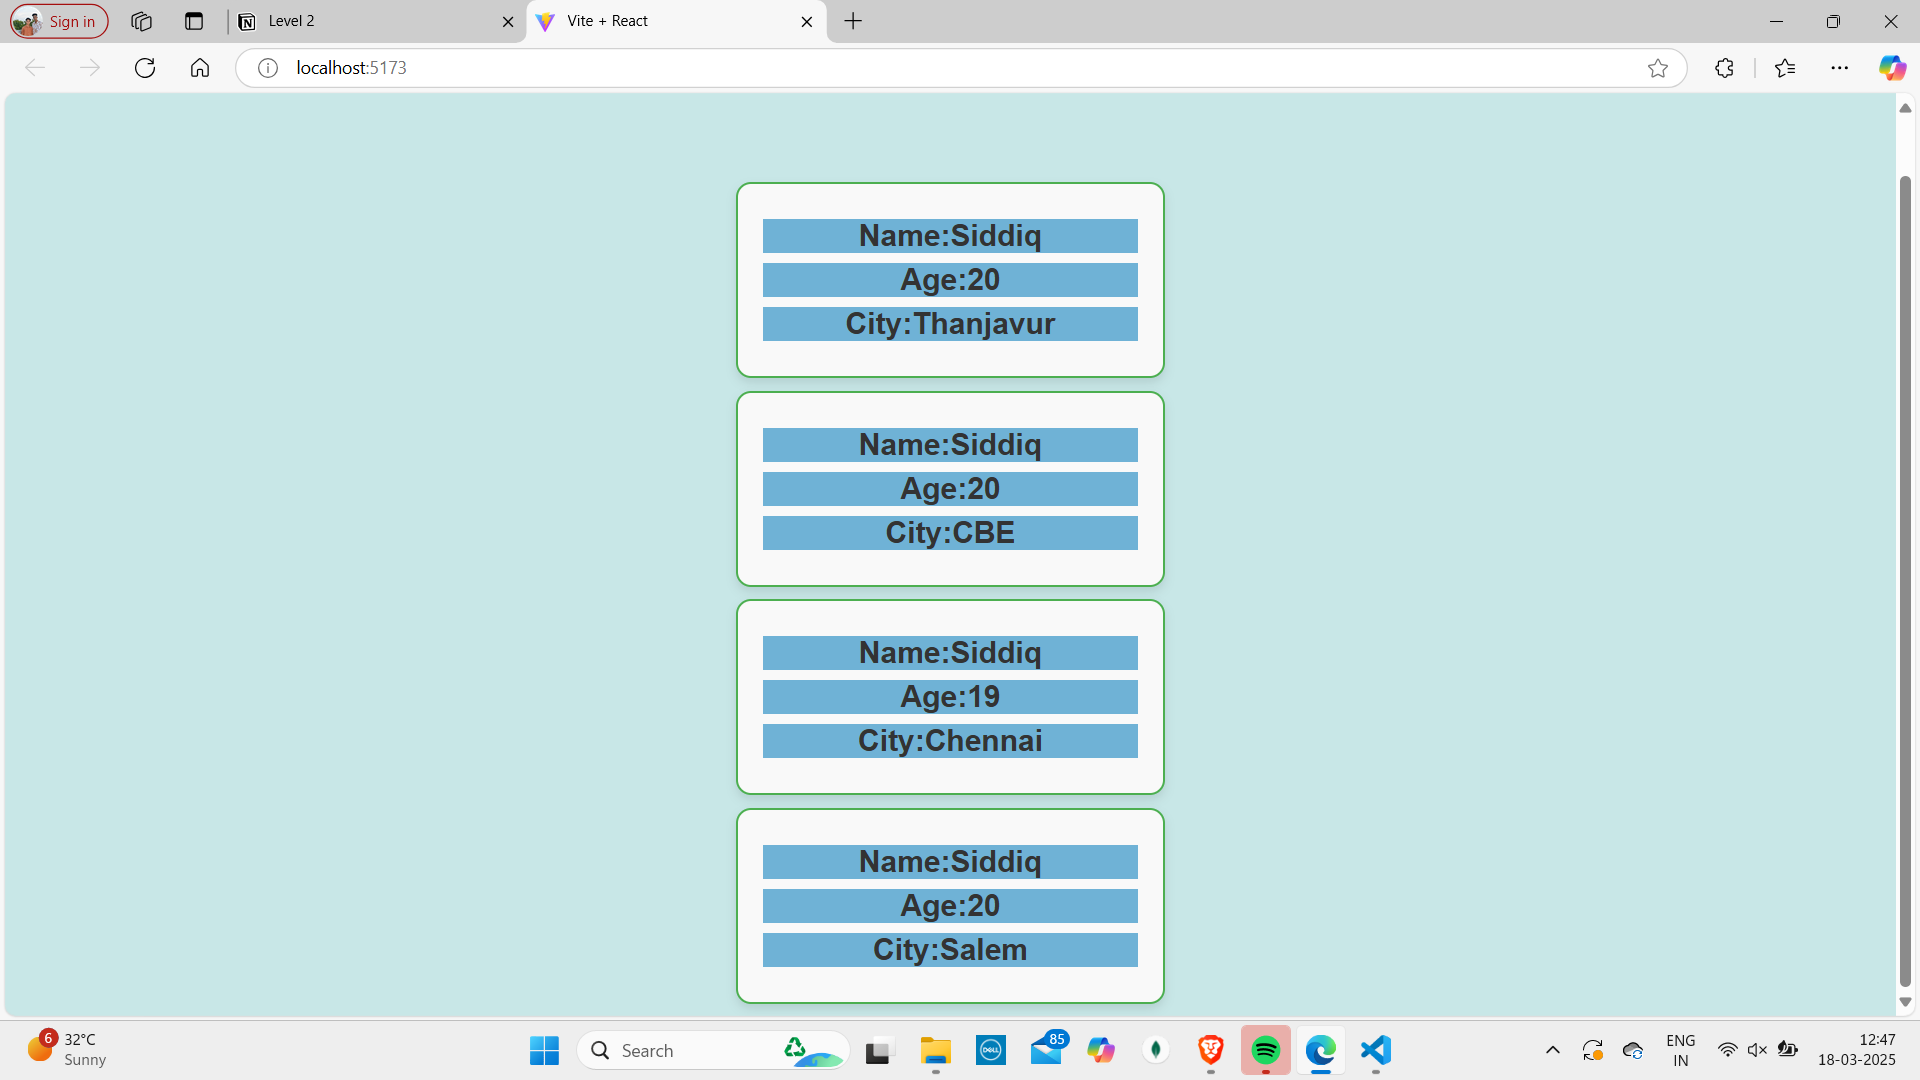 Sign in
Level 2
Vite + React
localhost:5173
Name:Siddiq
Age:20
City:Thanjavur
Name:Siddiq
Age:20
City:CBE
Name:Siddiq
Age:19
City:Chennai
Name:Siddiq
Age:20
City:Salem
6
32°C
Sunny
Search
DELL
85
ENG
IN
12:47
18-03-2025